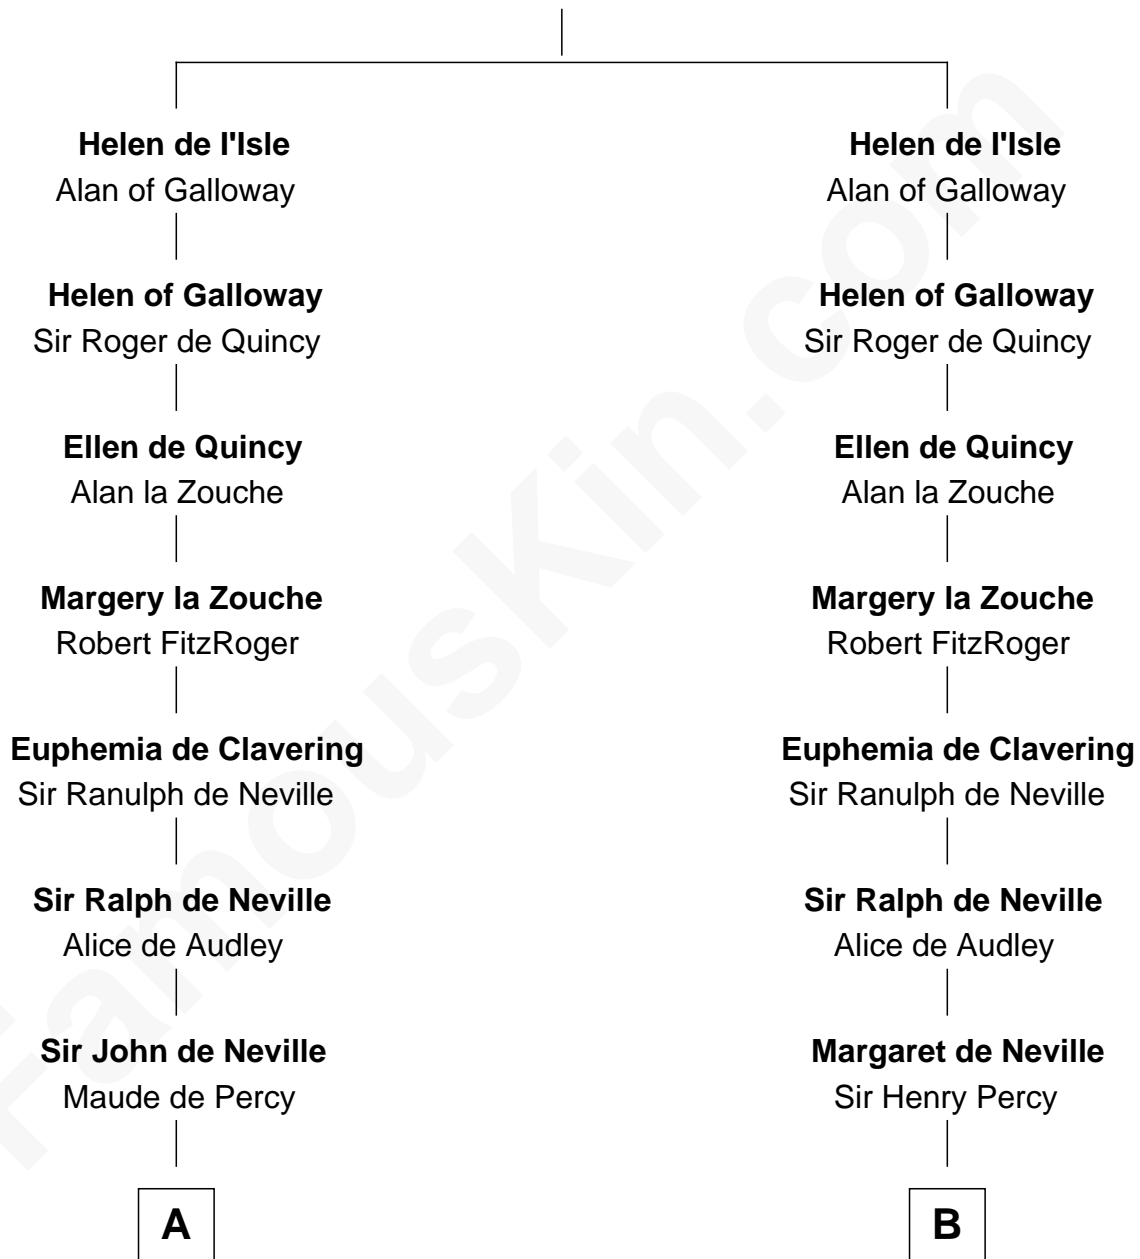 Helen de l'Isle
Alan of Galloway
Helen of Galloway
Sir Roger de Quincy
Ellen de Quincy
Alan la Zouche
Margery la Zouche
Robert FitzRoger
Euphemia de Clavering
Sir Ranulph de Neville
Sir Ralph de Neville
Alice de Audley
Sir John de Neville
Maude de Percy
A
Helen de l'Isle
Alan of Galloway
Helen of Galloway
Sir Roger de Quincy
Ellen de Quincy
Alan la Zouche
Margery la Zouche
Robert FitzRoger
Euphemia de Clavering
Sir Ranulph de Neville
Sir Ralph de Neville
Alice de Audley
Margaret de Neville
Sir Henry Percy
B
FamousKin.com